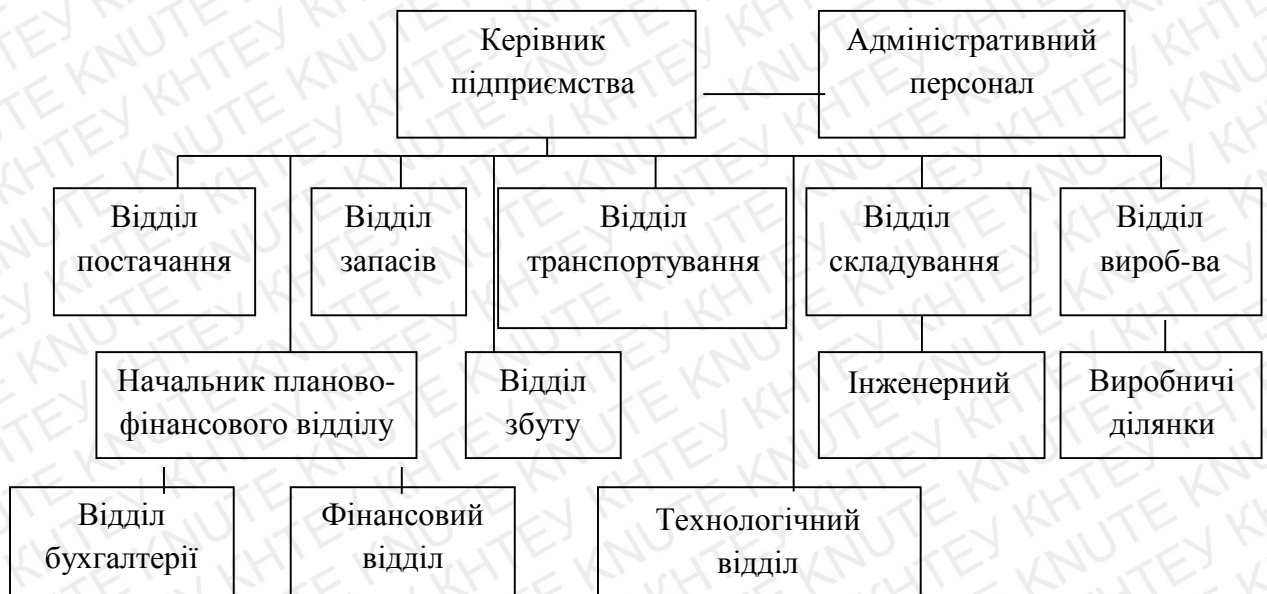 Керівник
підприємства
Адміністративний
персонал
Відділ
постачання
Відділ
запасів
Відділ
транспортування
Відділ
складування
Відділ
вироб-ва
Начальник планово-
фінансового відділу
Відділ
збуту
Інженерний
Виробничі
ділянки
Відділ
бухгалтерії
Фінансовий
відділ
Технологічний
відділ